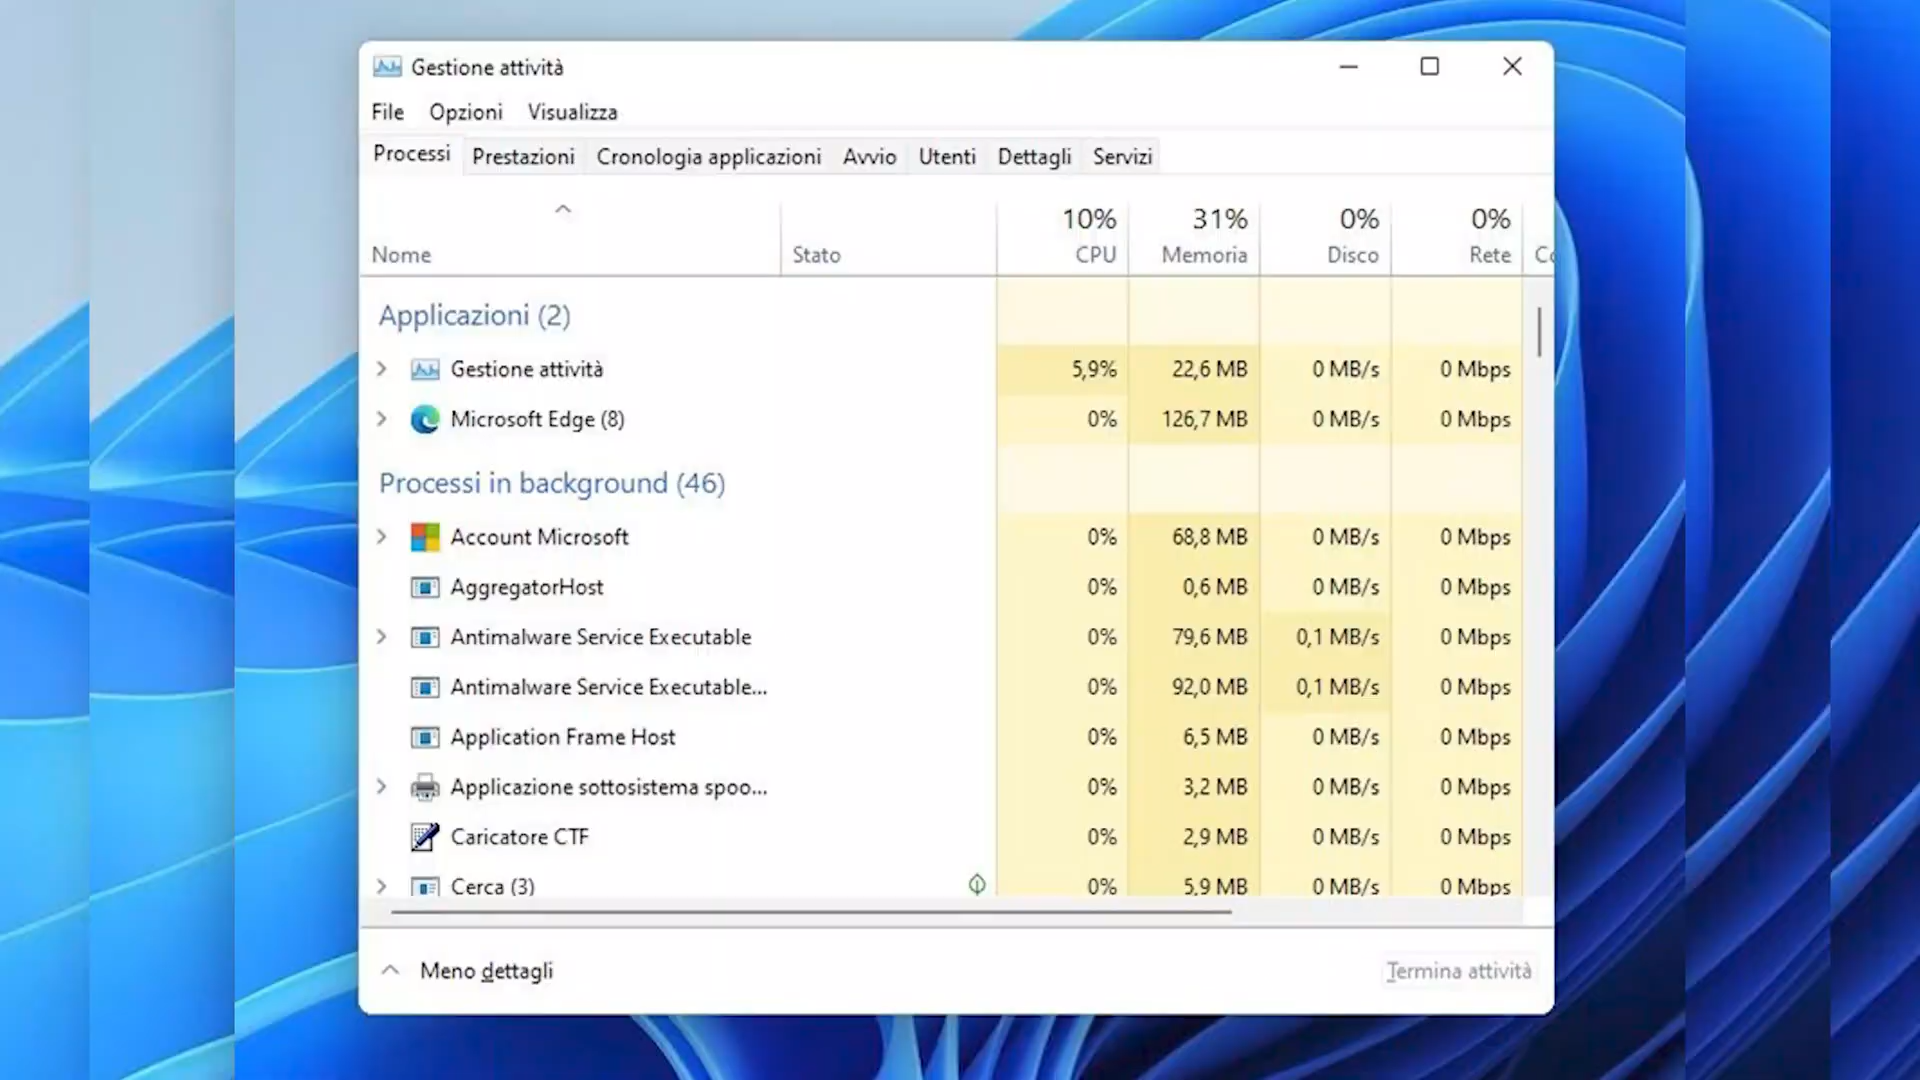 Gestione attività
File Opzioni Visualizza
Processi Prestazioni Cronologia applicazioni Avvio Utenti Dettagli Servizi
10% 31% 0% 0%
Nome Stato CPU Memoria Disco Rete
Applicazioni (2)
Gestione attività 5,9% 22,6 MB 0 MB/s 0 Mbps
Microsoft Edge (8) 0% 126,7 MB 0 MB/s 0 Mbps
Processi in background (46)
Account Microsoft 0% 68,8 MB 0 MB/s 0 Mbps
AggregatorHost 0% 0,6 MB 0 MB/s 0 Mbps
Antimalware Service Executable 0% 79,6 MB 0,1 MB/s 0 Mbps
Antimalware Service Executable... 0% 92,0 MB 0,1 MB/s 0 Mbps
Application Frame Host 0% 6,5 MB 0 MB/s 0 Mbps
Applicazione sottosistema spoo... 0% 3,2 MB 0 MB/s 0 Mbps
Caricatore CTF 0% 2,9 MB 0 MB/s 0 Mbps
Cerca (3) 0% 5,9 MB 0 MB/s 0 Mbps
Meno dettagli Termina attività